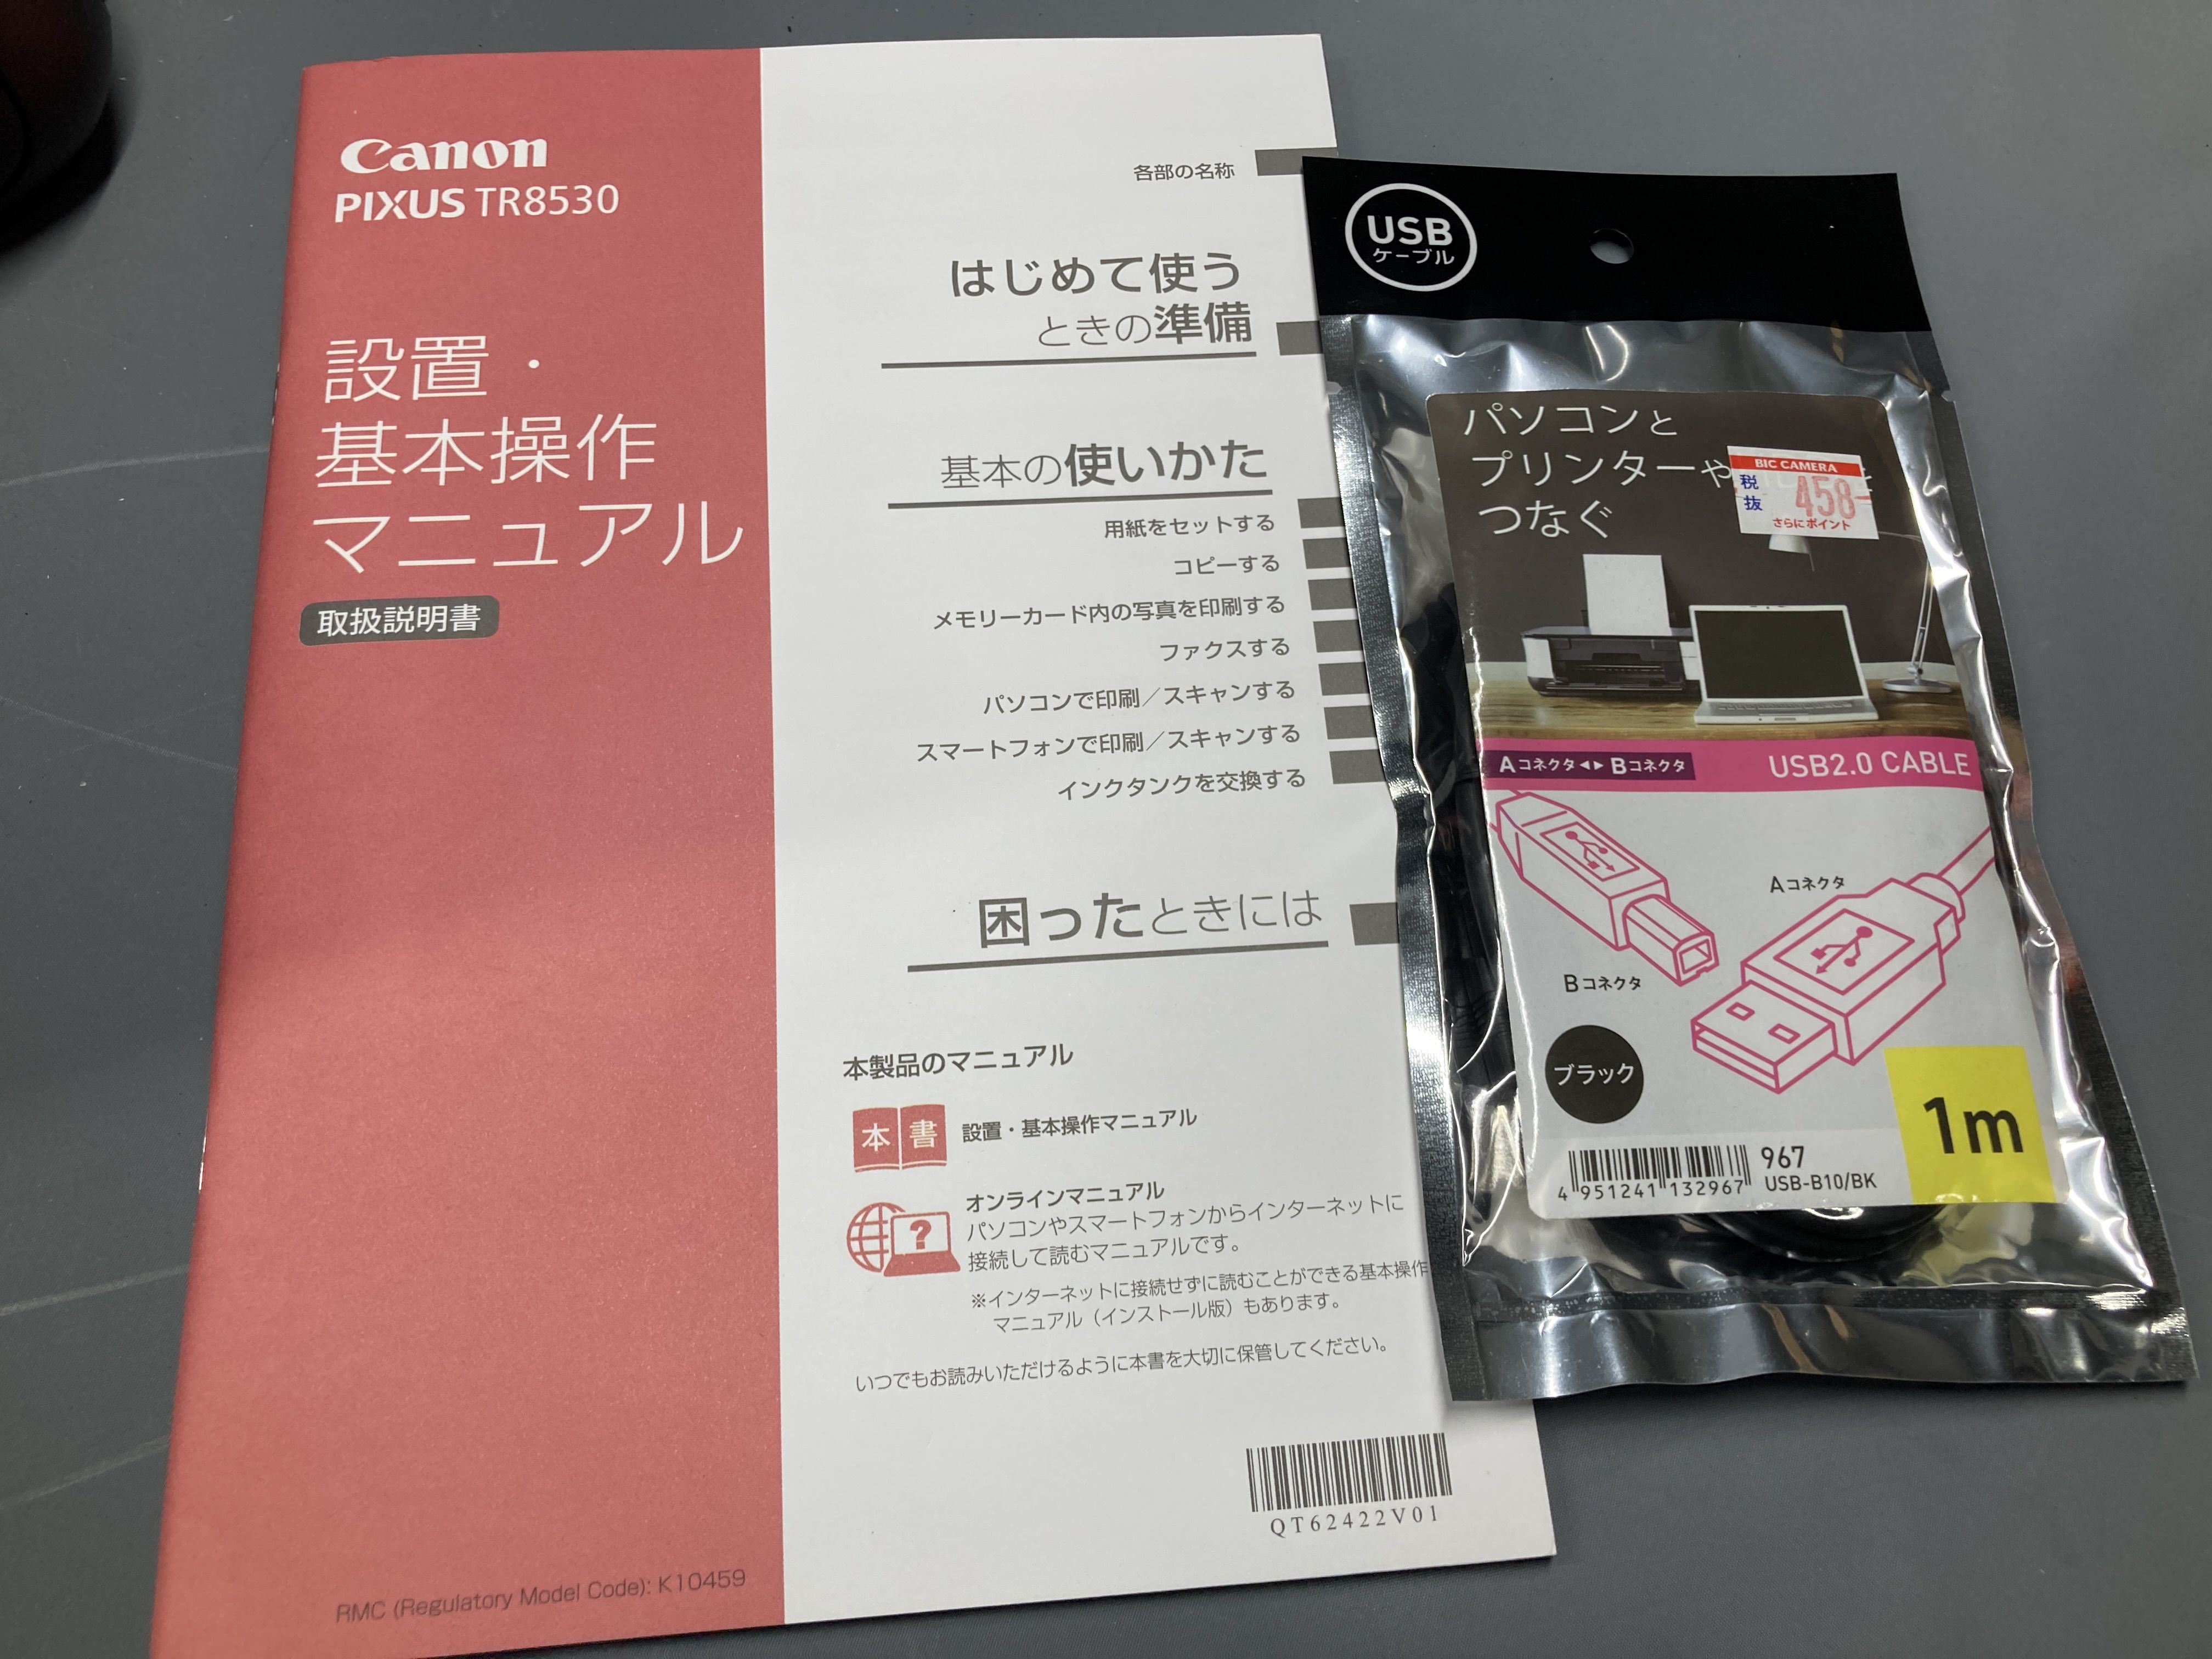 Canon
PIXUS TR8530
設置・
基本操作
マニュアル
取扱説明書
RMC (Regulatory Model Code): K10459
各部の名称
はじめて使う
ときの準備
基本の使いかた
用紙をセットする
コピーする
メモリーカード内の写真を印刷する
ファクスする
パソコンで印刷／スキャンする
スマートフォンで印刷／スキャンする
インクタンクを交換する
困ったときには
本製品のマニュアル
本書
設置・基本操作マニュアル
?
オンラインマニュアル
パソコンやスマートフォンからインターネットに
接続して読むマニュアルです。
※インターネットに接続せずに読むことができる基本操作
マニュアル（インストール版）もあります。
いつでもお読みいただけるように本書を大切に保管してください。
QT62422V01
USB
ケーブル
パソコンと
プリンターや
つなぐ
BIC CAMERA
税抜
458
さらにポイント
Aコネクタ◂▸Bコネクタ
USB2.0 CABLE
Aコネクタ
Bコネクタ
ブラック
1m
4 951241 132967
967
USB-B10/BK